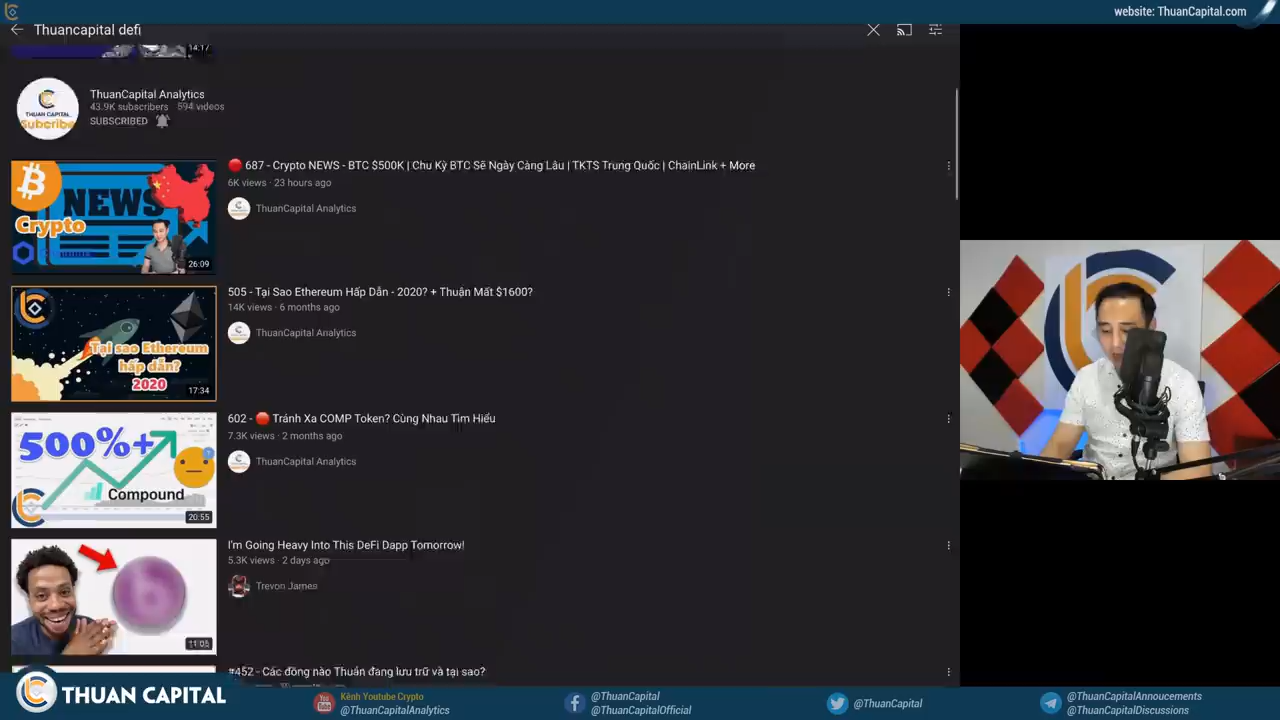 website: ThuanCapital.com
Thuancapital defi
14:17
ThuanCapital Analytics
43.9K subscribers 594 videos
SUBSCRIBED
THUAN CAPITAL
Subcribe
687 - Crypto NEWS - BTC $500K | Chu Kỳ BTC Sẽ Ngày Càng Lâu | TKTS Trung Quốc | ChainLink + More
6K views · 23 hours ago
ThuanCapital Analytics
NEWS
Crypto
26:09
505 - Tại Sao Ethereum Hấp Dẫn - 2020? + Thuận Mất $1600?
14K views · 6 months ago
ThuanCapital Analytics
Tại sao Ethereum
hấp dẫn?
2020
17:34
602 - Tránh Xa COMP Token? Cùng Nhau Tìm Hiểu
7.3K views · 2 months ago
ThuanCapital Analytics
500%+
Compound
20:55
I'm Going Heavy Into This DeFi Dapp Tomorrow!
5.3K views · 2 days ago
Trevon James
11:05
#452 - Các đồng nào Thuấn đang lưu trữ và tại sao?
THUAN CAPITAL
Kênh Youtube Crypto
@ThuanCapitalAnalytics
@ThuanCapital
@ThuanCapitalOfficial
@ThuanCapital
@ThuanCapitalAnnoucements
@ThuanCapitalDiscussions